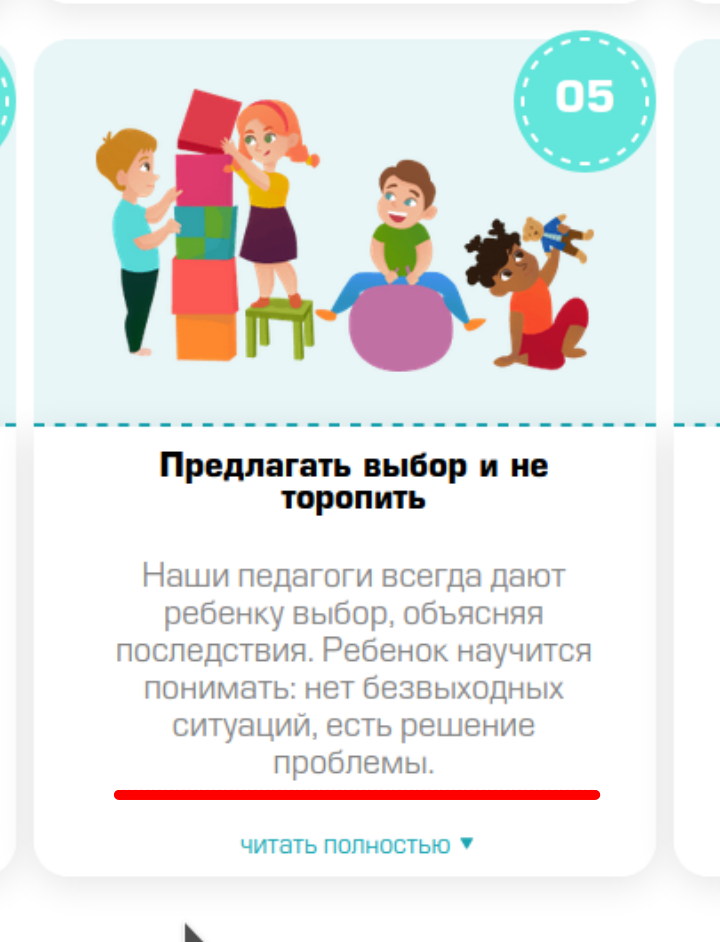 05
Предлагать выбор и не
торопить
Наши педагоги всегда дают
ребенку выбор, объясняя
последствия. Ребенок научится
понимать: нет безвыходных
ситуаций, есть решение
проблемы.
читать полностью ▼